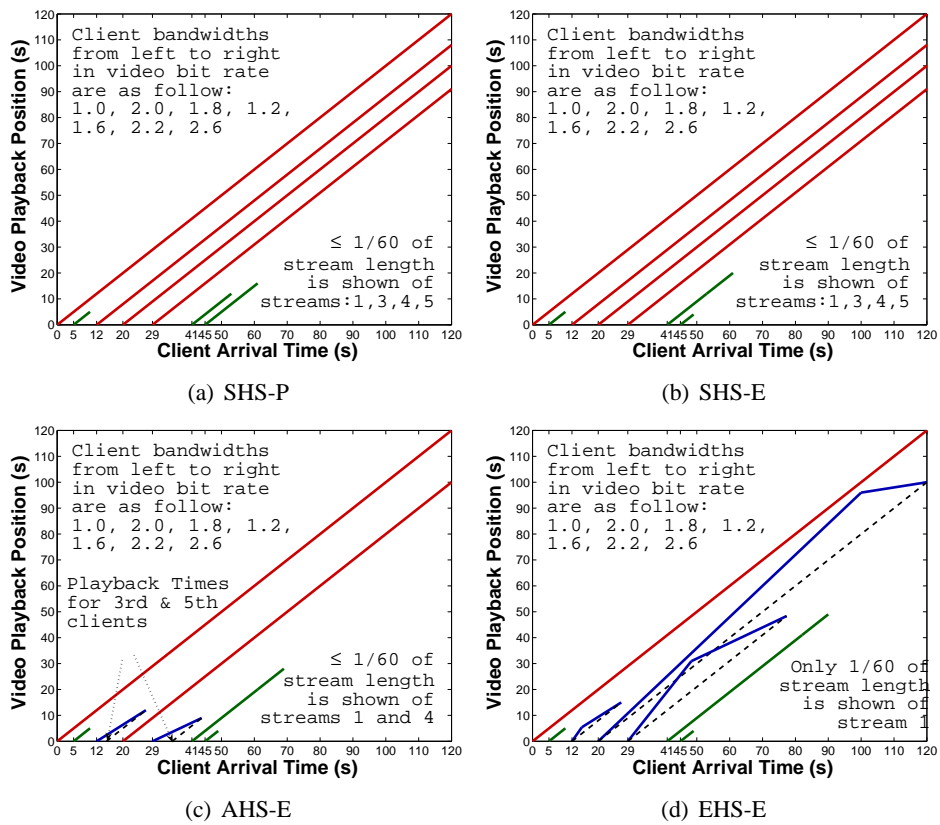 120
110
100
90
80
70
60
50
40
30
20
10
0
Video Playback Position (s)
Client bandwidths
from left to right
in video bit rate
are as follow:
1.0, 2.0, 1.8, 1.2,
1.6, 2.2, 2.6
≤ 1/60 of
stream length
is shown of
streams:1,3,4,5
0 5 12 20 29 4145 50 60 70 80 90 100 110 120
Client Arrival Time (s)
(a) SHS-P
120
110
100
90
80
70
60
50
40
30
20
10
0
Video Playback Position (s)
Client bandwidths
from left to right
in video bit rate
are as follow:
1.0, 2.0, 1.8, 1.2,
1.6, 2.2, 2.6
≤ 1/60 of
stream length
is shown of
streams:1,3,4,5
0 5 12 20 29 4145 50 60 70 80 90 100 110 120
Client Arrival Time (s)
(b) SHS-E
120
110
100
90
80
70
60
50
40
30
20
10
0
Video Playback Position (s)
Client bandwidths
from left to right
in video bit rate
are as follow:
1.0, 2.0, 1.8, 1.2,
1.6, 2.2, 2.6
Playback Times
for 3rd & 5th
clients
≤ 1/60 of
stream length
is shown of
streams 1 and 4
0 5 12 20 29 4145 50 60 70 80 90 100 110 120
Client Arrival Time (s)
(c) AHS-E
120
110
100
90
80
70
60
50
40
30
20
10
0
Video Playback Position (s)
Client bandwidths
from left to right
in video bit rate
are as follow:
1.0, 2.0, 1.8, 1.2,
1.6, 2.2, 2.6
Only 1/60 of
stream length
is shown of
stream 1
0 5 12 20 29 4145 50 60 70 80 90 100 110 120
Client Arrival Time (s)
(d) EHS-E